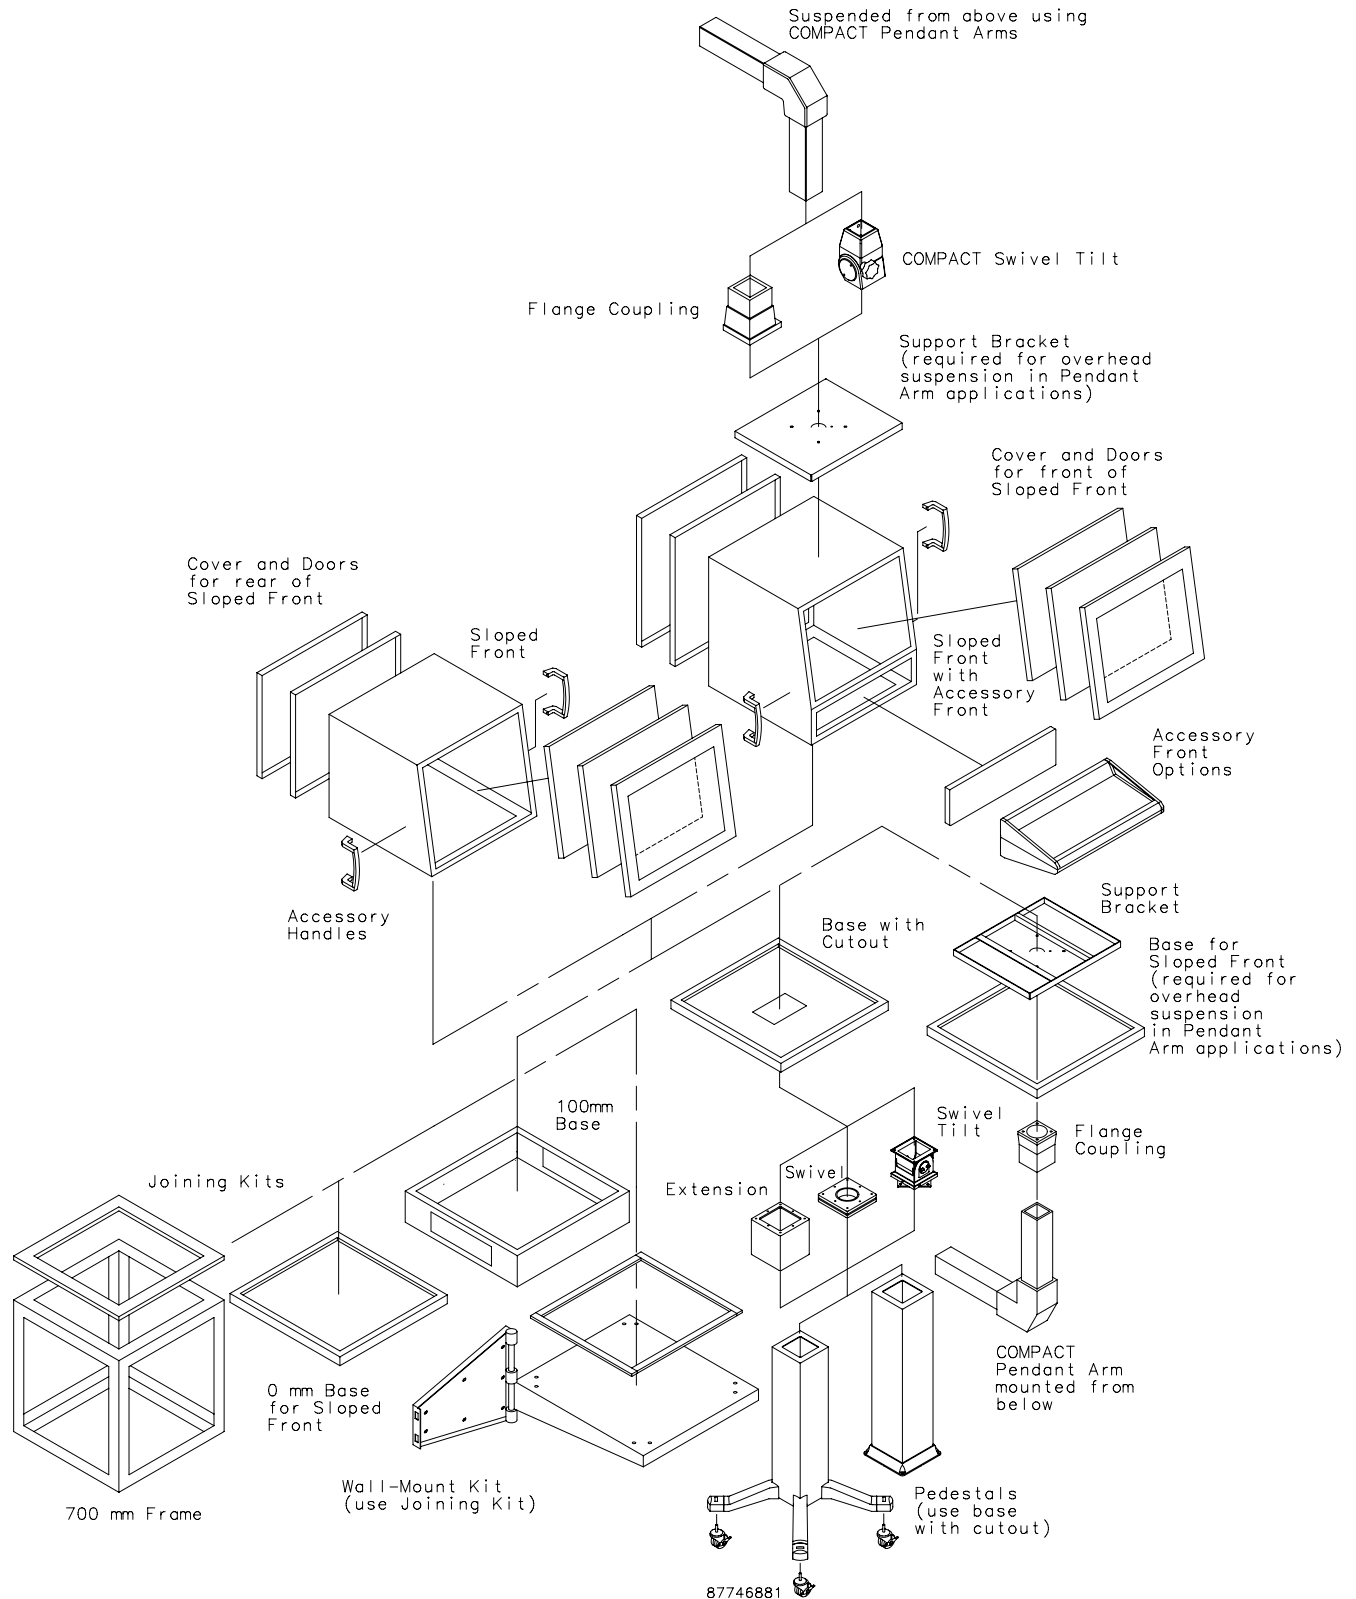 Suspended from above using
COMPACT Pendant Arms
COMPACT Swivel Tilt
Flange Coupling
Support Bracket
(required for overhead
suspension in Pendant
Arm applications)
Cover and Doors
for front of
Sloped Front
Cover and Doors
for rear of
Sloped Front
Sloped
Front
Sloped
Front
with
Accessory
Front
Accessory
Front
Options
Accessory
Handles
Support
Bracket
Base with
Cutout
Base for
Sloped Front
(required for
overhead
suspension
in Pendant
Arm applications)
100mm
Base
Swivel
Tilt
Flange
Coupling
Swivel
Extension
Joining Kits
COMPACT
Pendant Arm
mounted from
below
0 mm Base
for Sloped
Front
Wall-Mount Kit
(use Joining Kit)
Pedestals
(use base
with cutout)
700 mm Frame
87746881